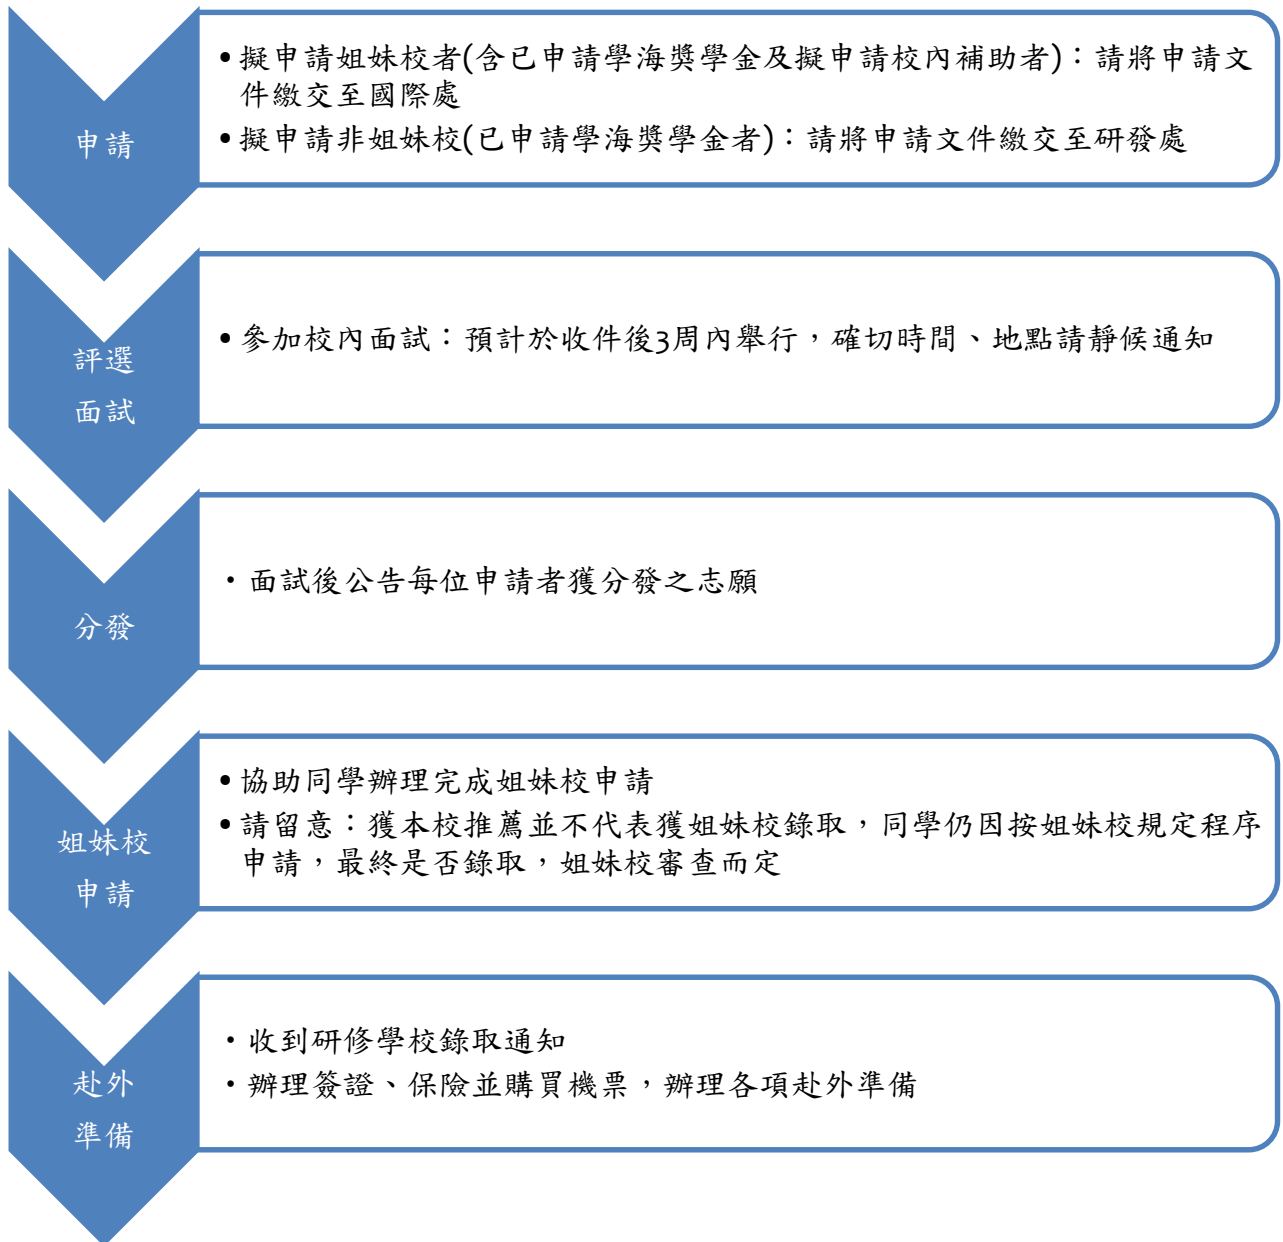 申請
•擬申請姐妹校者(含已申請學海獎學金及擬申請校內補助者)：請將申請文
件繳交至國際處
•擬申請非姐妹校(已申請學海獎學金者)：請將申請文件繳交至研發處
評選
面試
•參加校內面試：預計於收件後3周內舉行，確切時間、地點請靜候通知
分發
・面試後公告每位申請者獲分發之志願
姐妹校
申請
•協助同學辦理完成姐妹校申請
•請留意：獲本校推薦並不代表獲姐妹校錄取，同學仍因按姐妹校規定程序
申請，最終是否錄取，姐妹校審查而定
赴外
準備
・收到研修學校錄取通知
・辦理簽證、保險並購買機票，辦理各項赴外準備